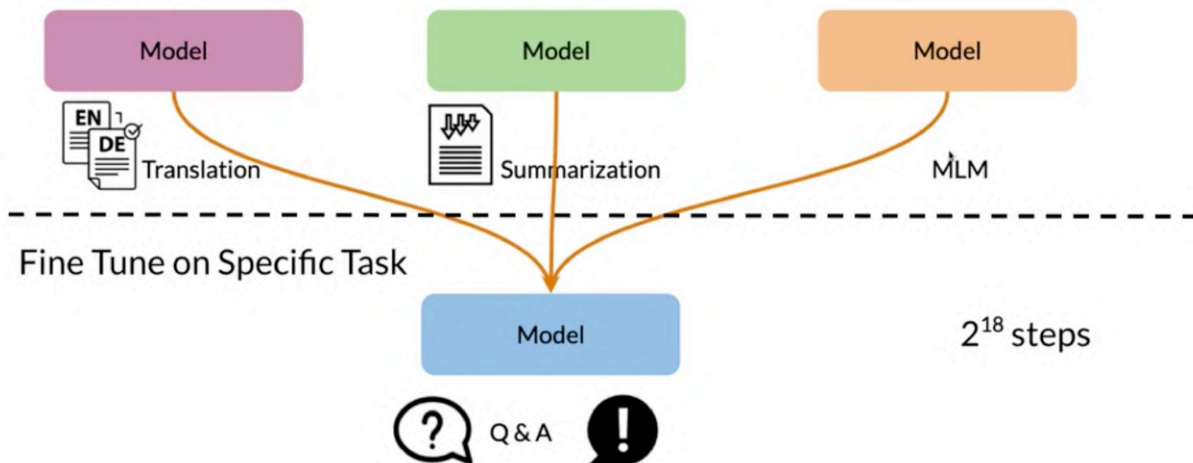 Model
Model
Model
EN
DE
Translation
Summarization
MLM
Fine Tune on Specific Task
Model
2¹⁸ steps
?
Q & A
!